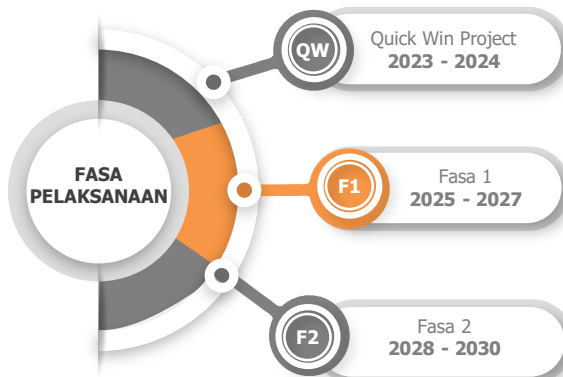 QW
Quick Win Project
2023 - 2024
FASA
PELAKSANAAN
F1
Fasa 1
2025 - 2027
F2
Fasa 2
2028 - 2030